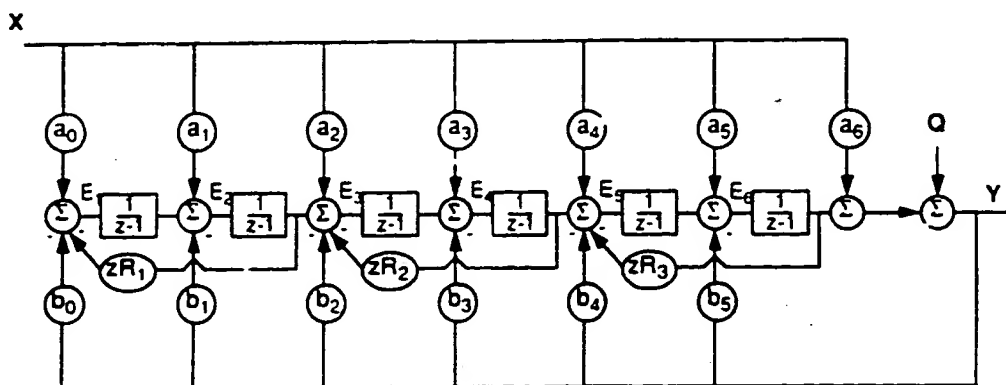 X
a₀ a₁ a₂ a₃ a₄ a₅ a₆ Q
E E₂ E₃ E₄ E₅ E₆ Y
Σ 1/z-1 Σ 1/z-1 Σ 1/z-1 Σ 1/z-1 Σ 1/z-1 Σ 1/z-1 Σ Σ
zR₁ zR₂ zR₃
b₀ b₁ b₂ b₃ b₄ b₅